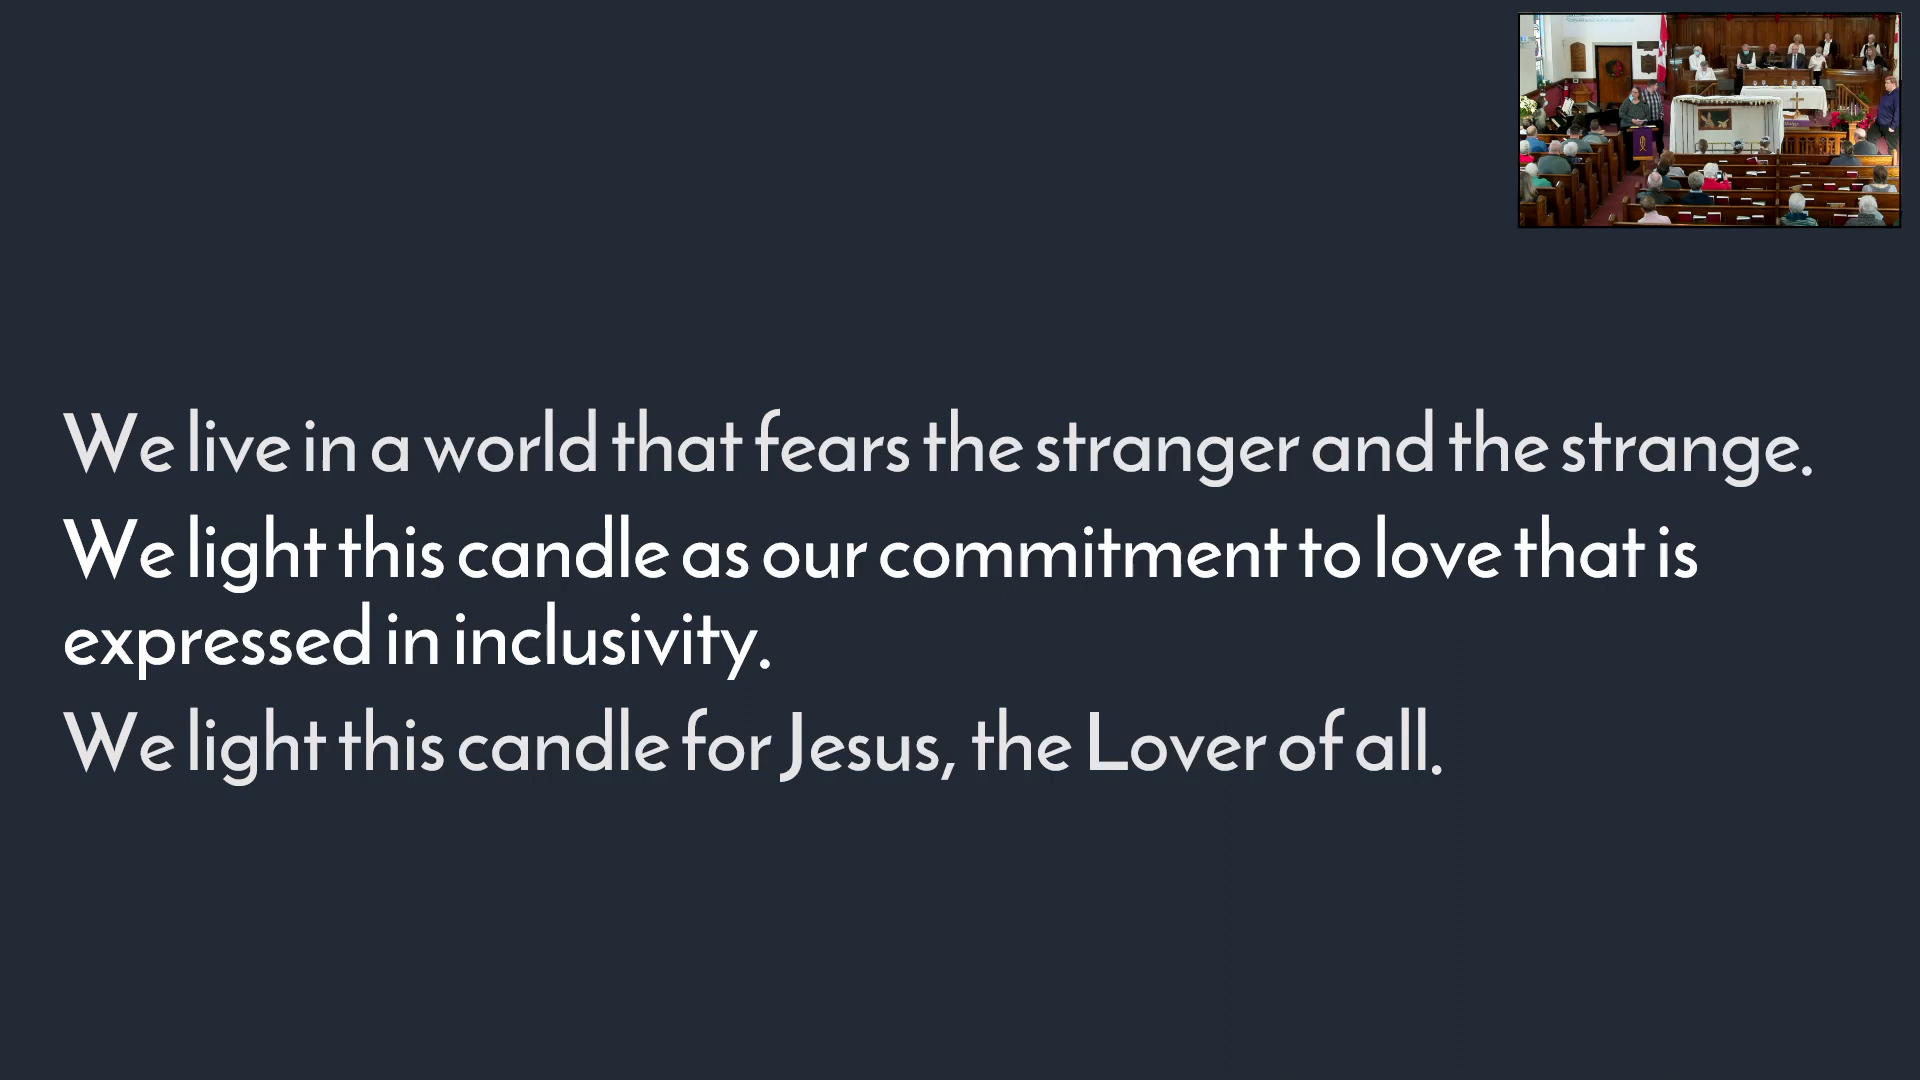 We live in a world that fears the stranger and the strange.
We light this candle as our commitment to love that is
expressed in inclusivity.
We light this candle for Jesus, the Lover of all.